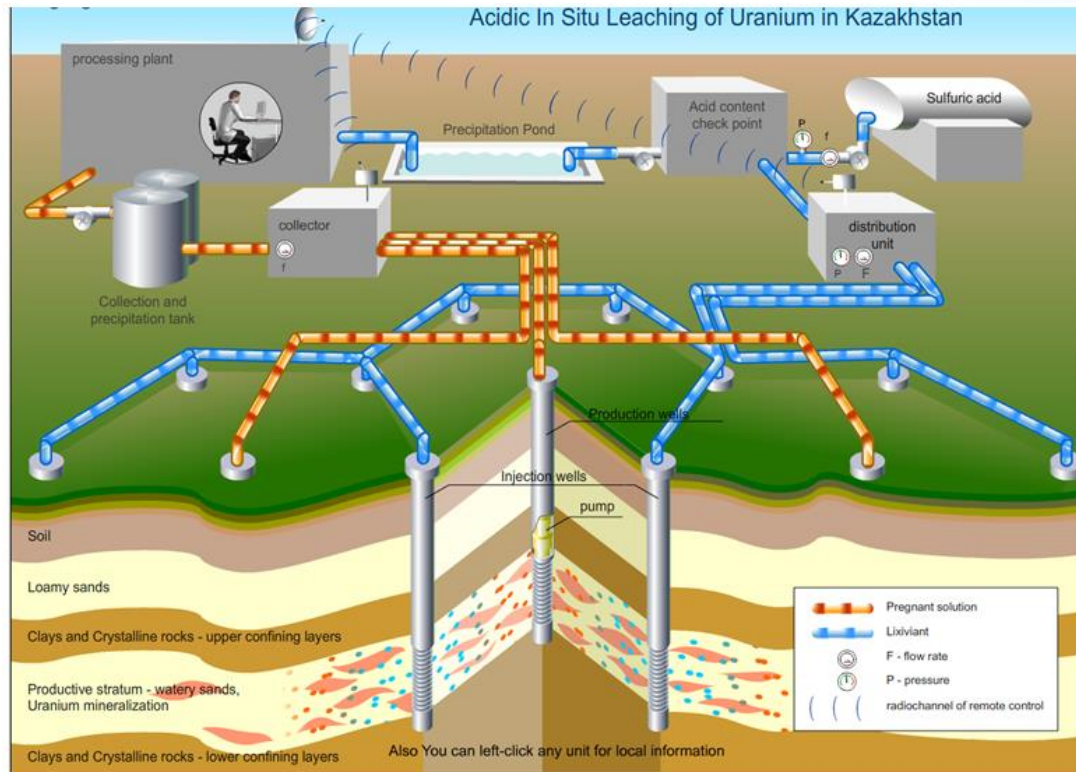 Acidic In Situ Leaching of Uranium in Kazakhstan
processing plant
Precipitation Pond
Acid content
check point
P
f
Sulfuric acid
collector
f
distribution
unit
P F
Collection and
precipitation tank
Production wells
Injection wells
pump
Soil
Loamy sands
Clays and Crystalline rocks - upper confining layers
Productive stratum - watery sands,
Uranium mineralization
Clays and Crystalline rocks - lower confining layers
Also You can left-click any unit for local information
Pregnant solution
Lixiviant
F - flow rate
P - pressure
radiochannel of remote control